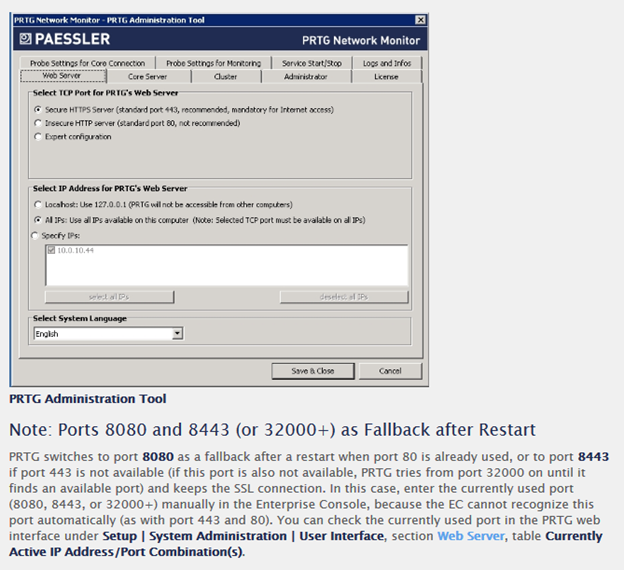 PRTG Network Monitor - PRTG Administration Tool
PAESSLER
PRTG Network Monitor
Probe Settings for Core Connection
Probe Settings for Monitoring
Service Start/Stop
Logs and Infos
Web Server
Core Server
Cluster
Administrator
License
Select TCP Port for PRTG's Web Server
Secure HTTPS Server (standard port 443, recommended, mandatory for Internet access)
Insecure HTTP server (standard port 80, not recommended)
Expert configuration
Select IP Address for PRTG's Web Server
Localhost: Use 127.0.0.1 (PRTG will not be accessible from other computers)
All IPs: Use all IPs available on this computer (Note: Selected TCP port must be available on all IPs)
Specify IPs:
10.0.10.44
select all IPs
deselect all IPs
Select System Language
English
Save & Close
Cancel
PRTG Administration Tool
Note: Ports 8080 and 8443 (or 32000+) as Fallback after Restart
PRTG switches to port 8080 as a fallback after a restart when port 80 is already used, or to port 8443
if port 443 is not available (if this port is also not available, PRTG tries from port 32000 on until it
finds an available port) and keeps the SSL connection. In this case, enter the currently used port
(8080, 8443, or 32000+) manually in the Enterprise Console, because the EC cannot recognize this
port automatically (as with port 443 and 80). You can check the currently used port in the PRTG web
interface under Setup | System Administration | User Interface, section Web Server, table Currently
Active IP Address/Port Combination(s).